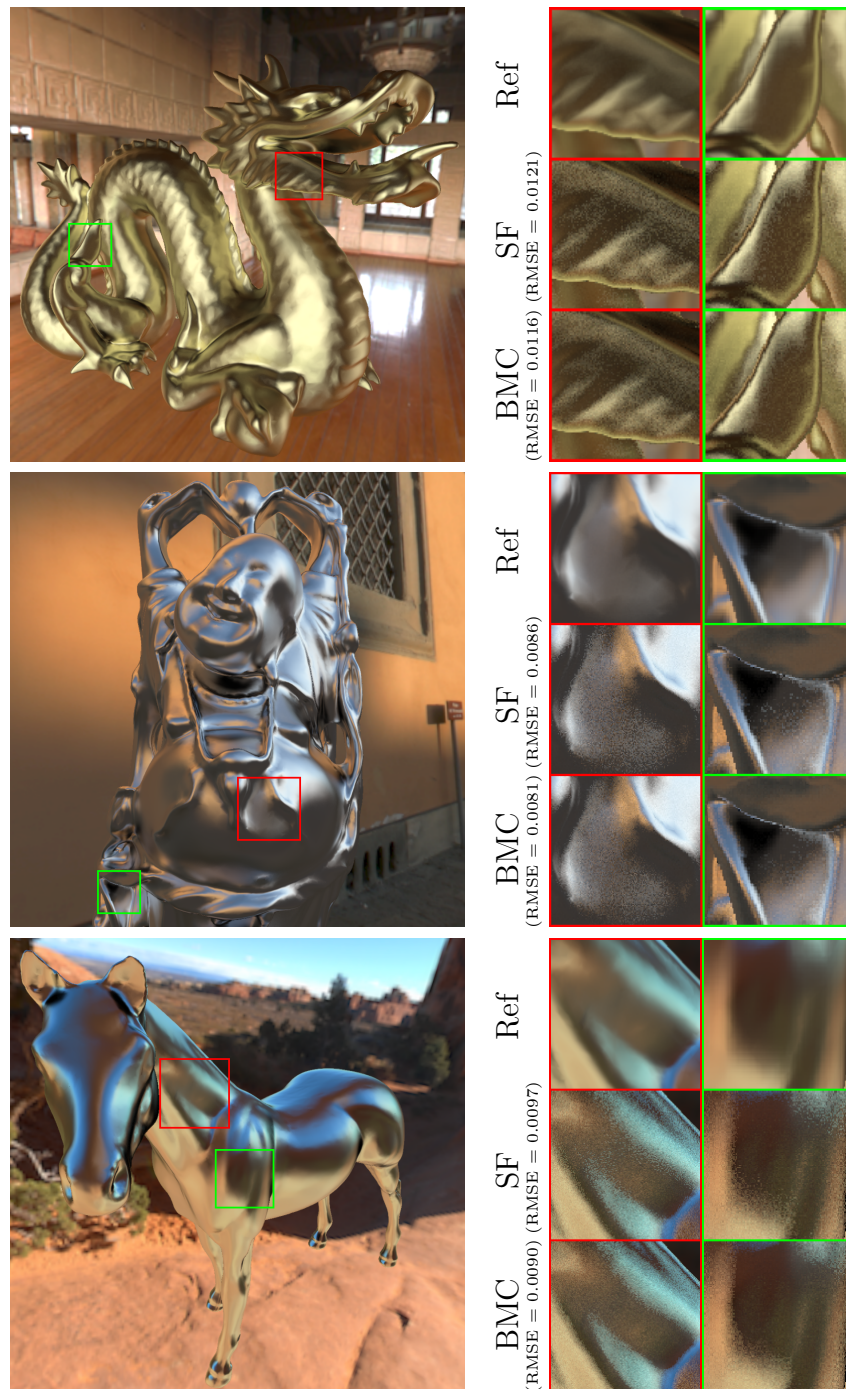 Ref
SF
(RMSE = 0.0121)
BMC
(RMSE = 0.0116)
Ref
SF
(RMSE = 0.0086)
BMC
(RMSE = 0.0081)
Ref
SF
(RMSE = 0.0097)
BMC
(RMSE = 0.0090)